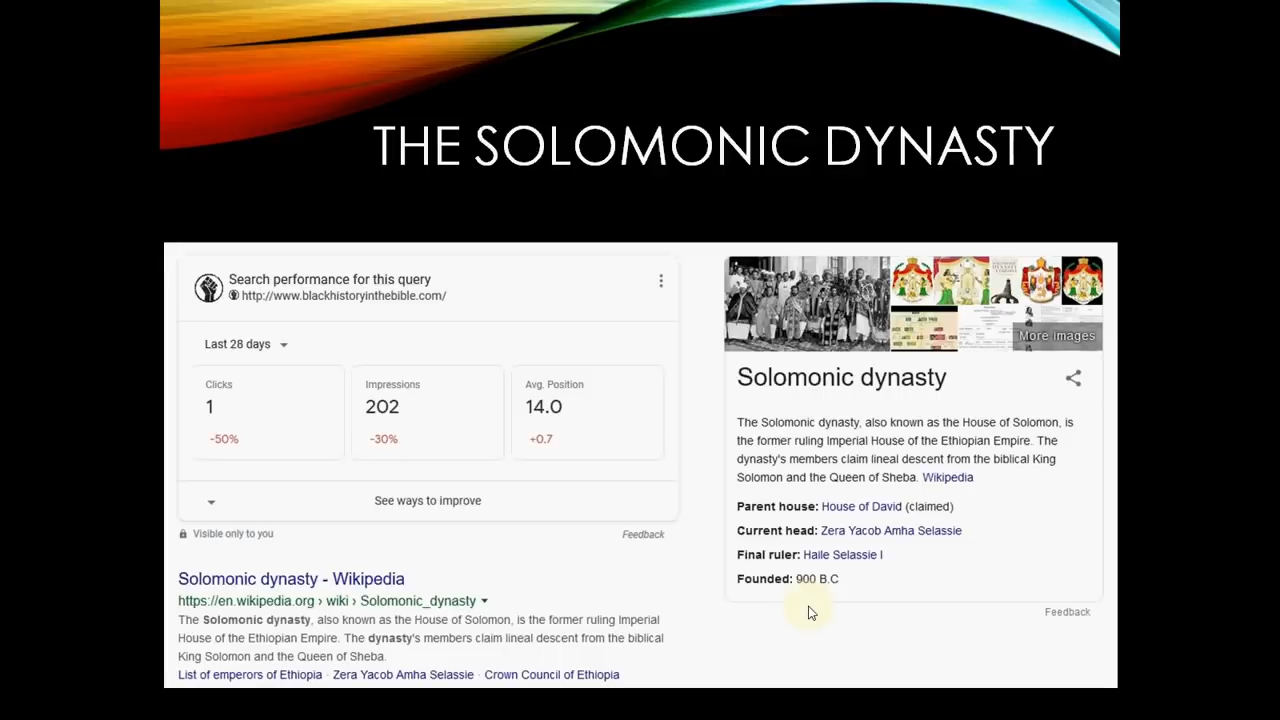 THE SOLOMONIC DYNASTY
Search performance for this query
http://www.blackhistoryinthebible.com/
Last 28 days
Clicks
1
-50%
Impressions
202
-30%
Avg. Position
14.0
+0.7
See ways to improve
Visible only to you
Feedback
Solomonic dynasty - Wikipedia
https://en.wikipedia.org › wiki › Solomonic_dynasty
The Solomonic dynasty, also known as the House of Solomon, is the former ruling Imperial
House of the Ethiopian Empire. The dynasty's members claim lineal descent from the biblical
King Solomon and the Queen of Sheba.
List of emperors of Ethiopia · Zera Yacob Amha Selassie · Crown Council of Ethiopia
More images
Solomonic dynasty
The Solomonic dynasty, also known as the House of Solomon, is
the former ruling Imperial House of the Ethiopian Empire. The
dynasty's members claim lineal descent from the biblical King
Solomon and the Queen of Sheba. Wikipedia
Parent house: House of David (claimed)
Current head: Zera Yacob Amha Selassie
Final ruler: Haile Selassie I
Founded: 900 B.C
Feedback